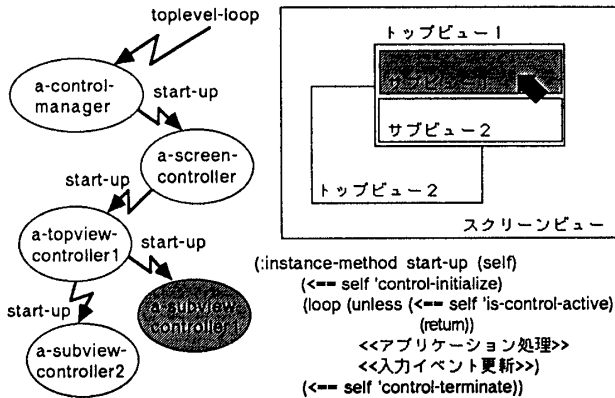 toplevel-loop
a-control-
manager
start-up
a-screen-
controller
start-up
a-topview-
controller1
start-up
a-subview-
controller1
start-up
a-subview-
controller2
トップビュー1
サブビュー2
トップビュー2
スクリーンビュー
(:instance-method start-up (self)
(<== self 'control-initialize)
(loop (unless (<== self 'is-control-active)
(return))
<<アプリケーション処理>>
<<入力イベント更新>>)
(<== self 'control-terminate))